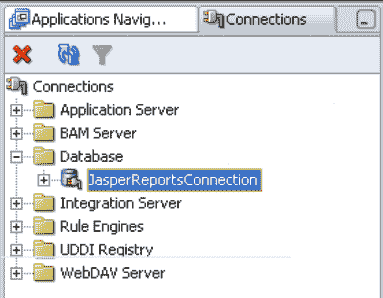 Applications Navig... Connections
Connections
Application Server
BAM Server
Database
JasperReportsConnection
Integration Server
Rule Engines
UDDI Registry
WebDAV Server